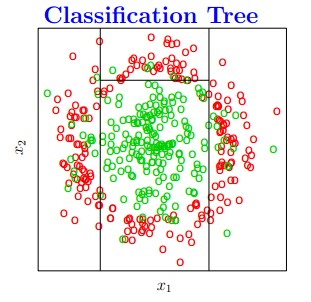 Classification Tree
x₂
x₁